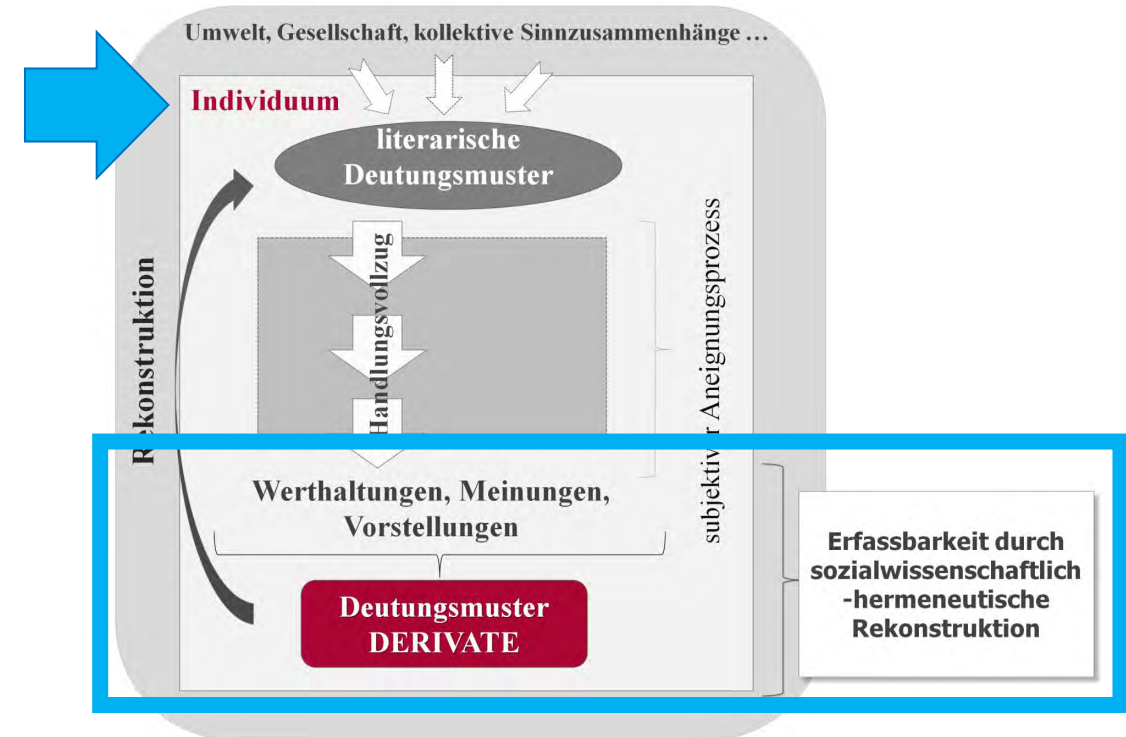 Umwelt, Gesellschaft, kollektive Sinnzusammenhänge …
Individuum
literarische
Deutungsmuster
Handlungsvollzug
subjektiver Aneignungsprozess
Rekonstruktion
Werthaltungen, Meinungen,
Vorstellungen
Deutungsmuster
DERIVATE
Erfassbarkeit durch
sozialwissenschaftlich
-hermeneutische
Rekonstruktion